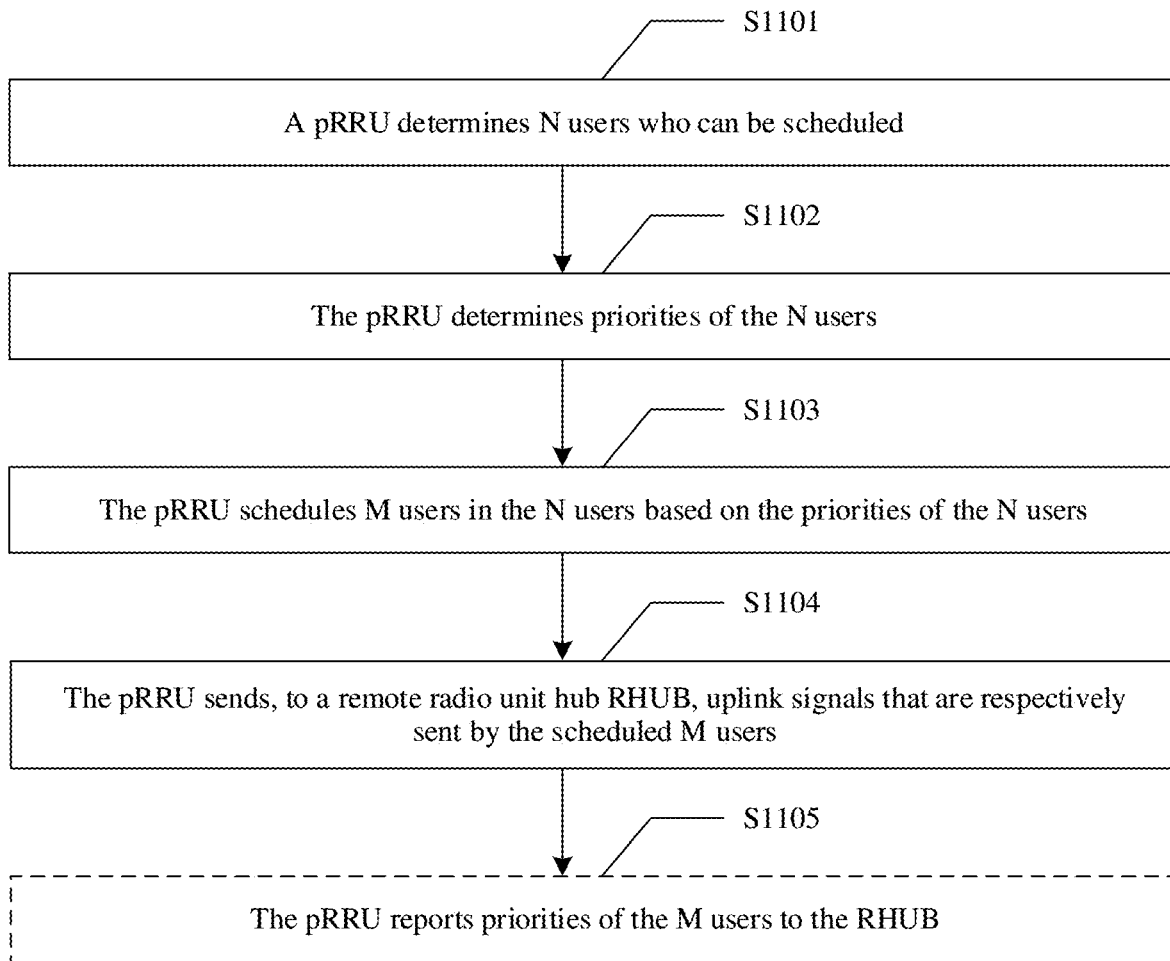 S1101
A pRRU determines N users who can be scheduled
S1102
The pRRU determines priorities of the N users
S1103
The pRRU schedules M users in the N users based on the priorities of the N users
S1104
The pRRU sends, to a remote radio unit hub RHUB, uplink signals that are respectively
sent by the scheduled M users
S1105
The pRRU reports priorities of the M users to the RHUB